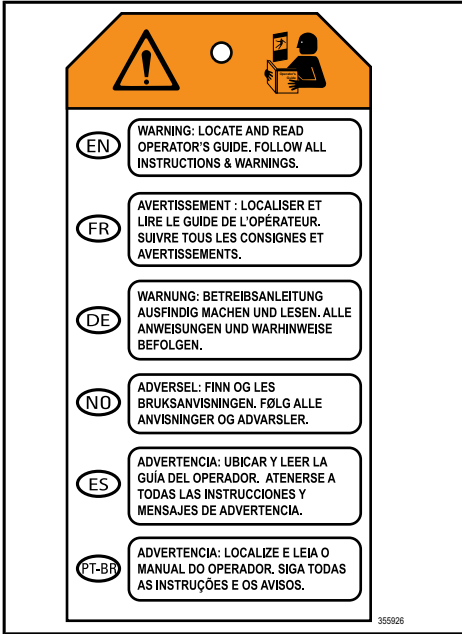 Operator's
Guide
EN
WARNING: LOCATE AND READ
OPERATOR'S GUIDE. FOLLOW ALL
INSTRUCTIONS & WARNINGS.
FR
AVERTISSEMENT : LOCALISER ET
LIRE LE GUIDE DE L'OPÉRATEUR.
SUIVRE TOUS LES CONSIGNES ET
AVERTISSEMENTS.
DE
WARNUNG: BETREIBSANLEITUNG
AUSFINDIG MACHEN UND LESEN. ALLE
ANWEISUNGEN UND WARHINWEISE
BEFOLGEN.
NO
ADVERSEL: FINN OG LES
BRUKSANVISNINGEN. FØLG ALLE
ANVISNINGER OG ADVARSLER.
ES
ADVERTENCIA: UBICAR Y LEER LA
GUÍA DEL OPERADOR. ATENERSE A
TODAS LAS INSTRUCCIONES Y
MENSAJES DE ADVERTENCIA.
PT-BR
ADVERTENCIA: LOCALIZE E LEIA O
MANUAL DO OPERADOR. SIGA TODAS
AS INSTRUÇÕES E OS AVISOS.
355926